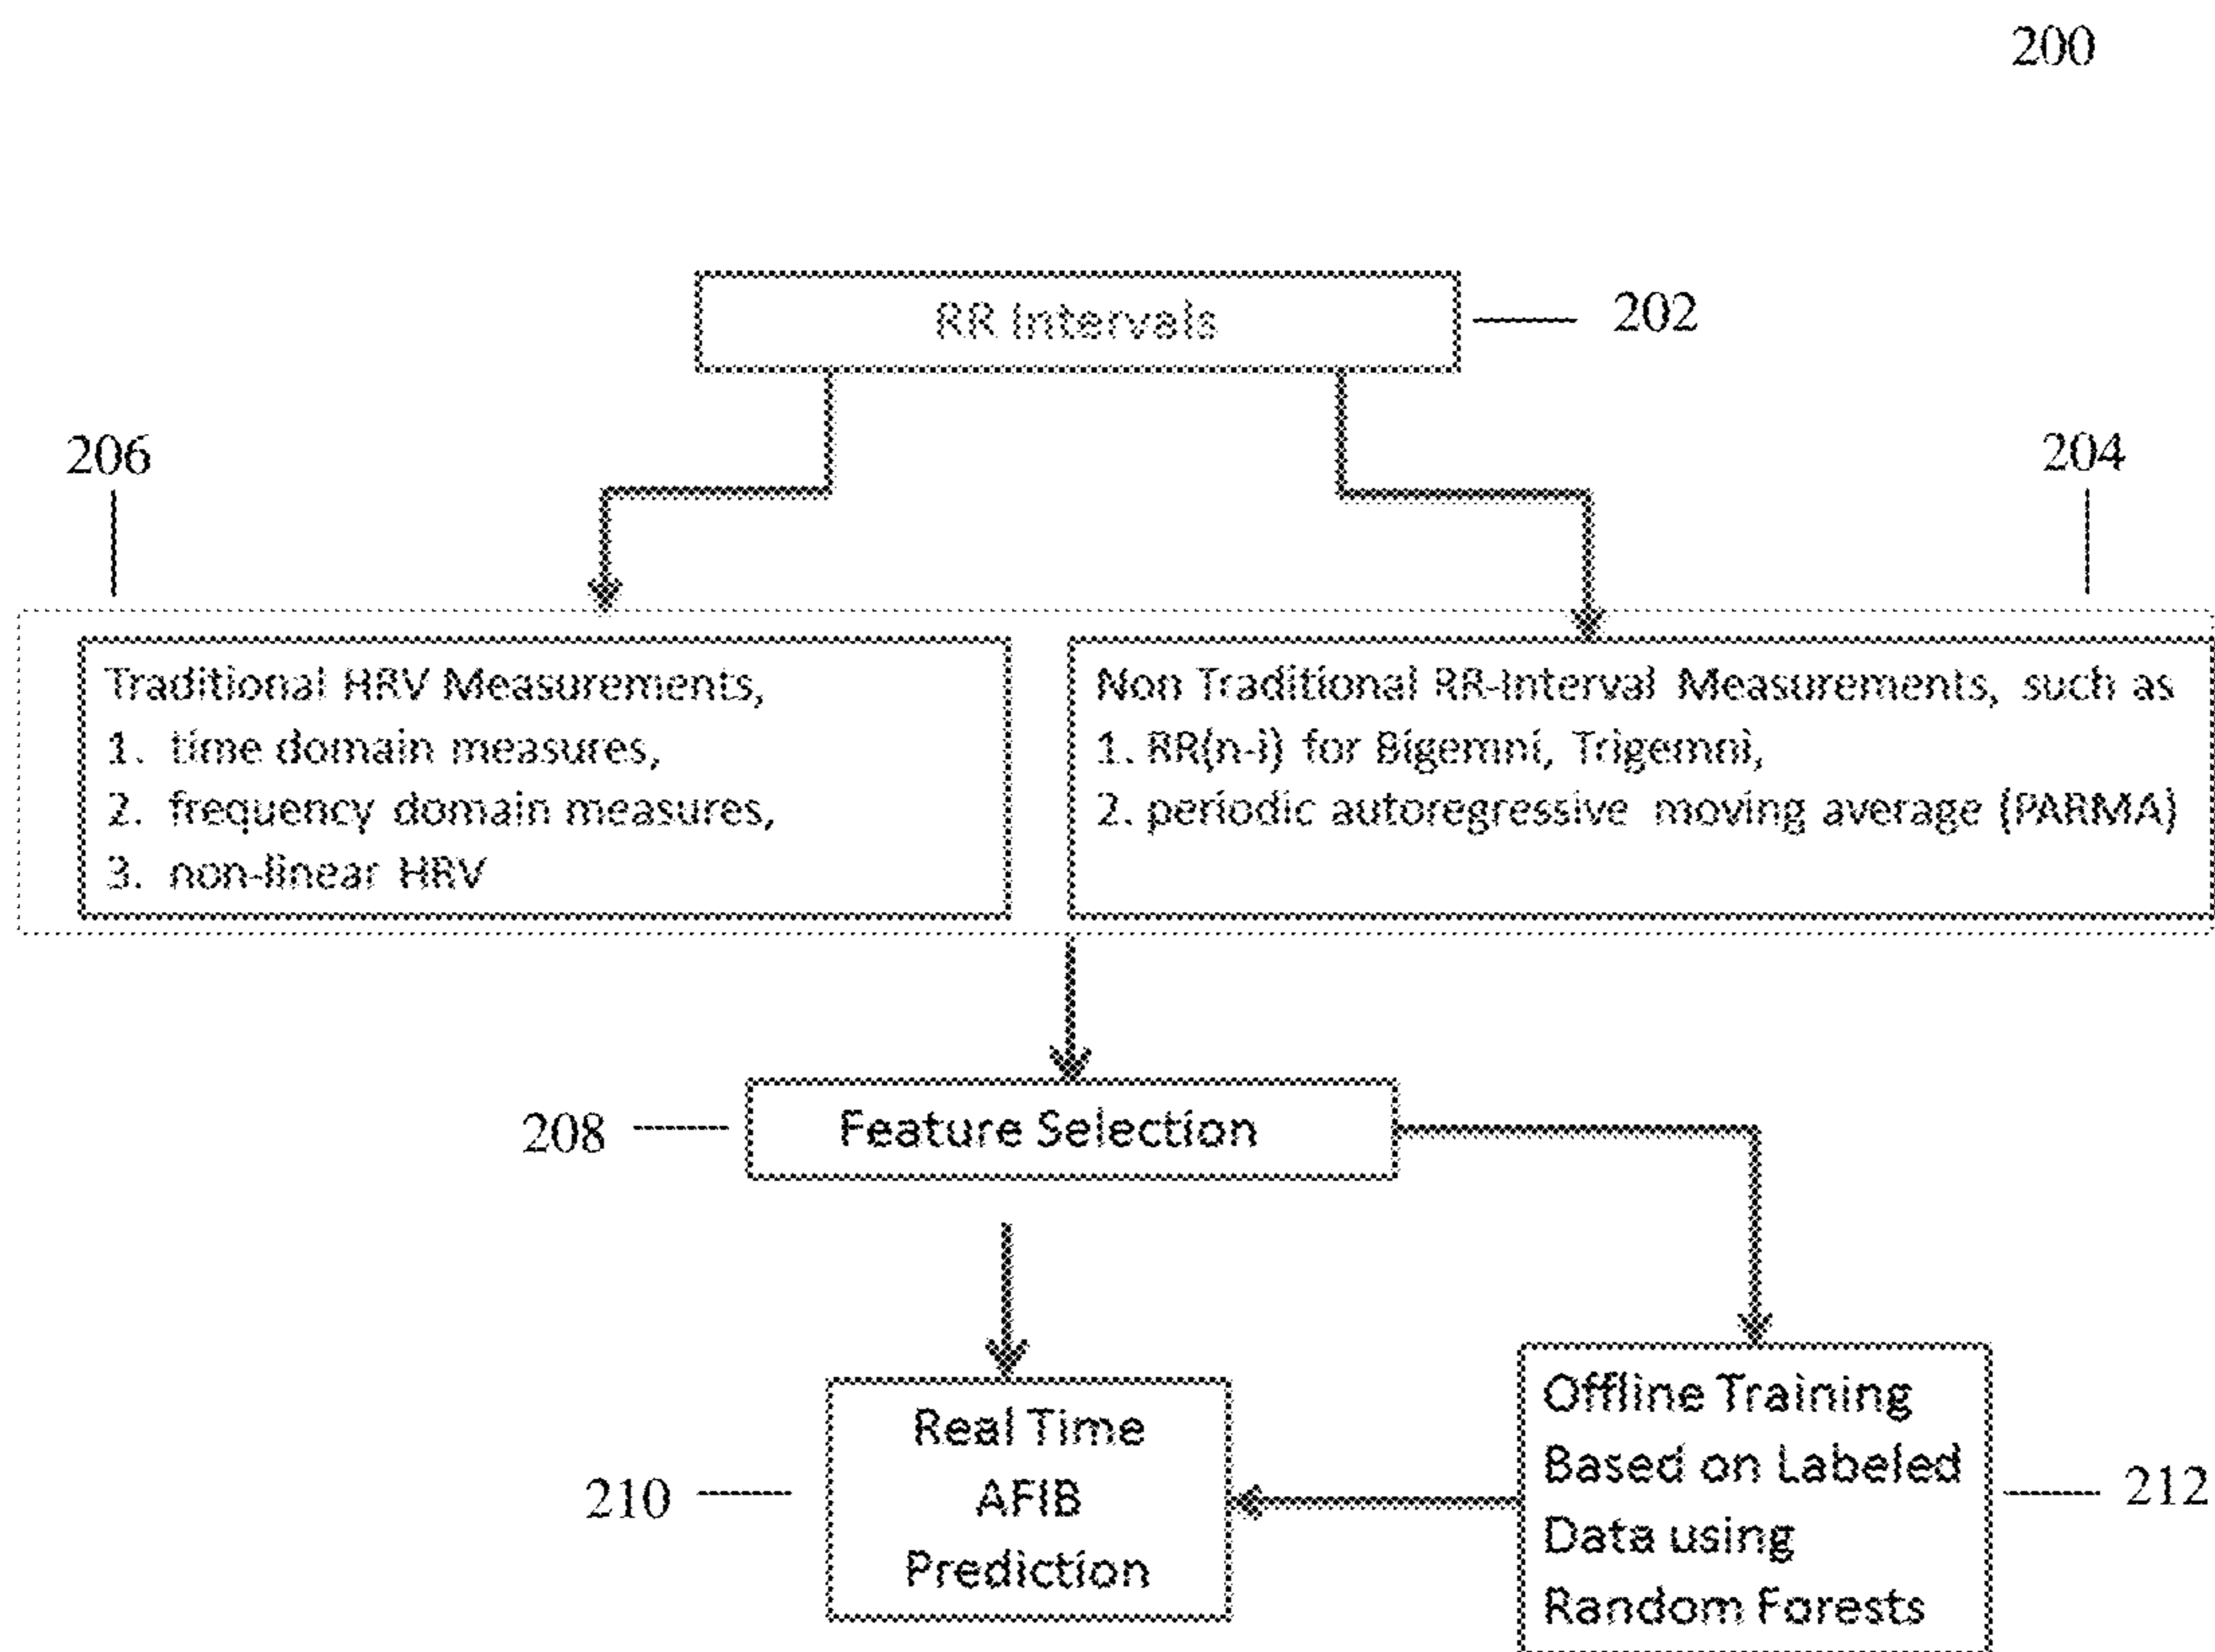 200
RR Intervals
202
206
204
Traditional HRV Measurements,
1. time domain measures,
2. frequency domain measures,
3. non-linear HRV
Non Traditional RR-Interval Measurements, such as
1. RR(n-i) for Bigemni, Trigemni,
2. periodic autoregressive moving average (PARMA)
208
Feature Selection
210
Real Time
AFIB
Prediction
Offline Training
Based on Labeled
Data using
Random Forests
212